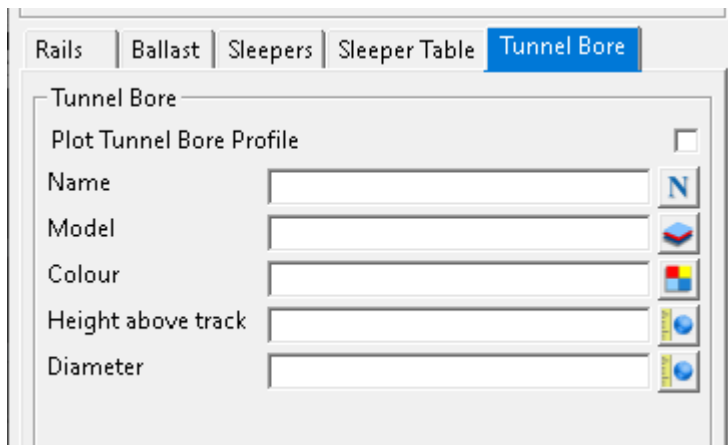 Rails Ballast Sleepers Sleeper Table Tunnel Bore
Tunnel Bore
Plot Tunnel Bore Profile
Name N
Model
Colour
Height above track
Diameter